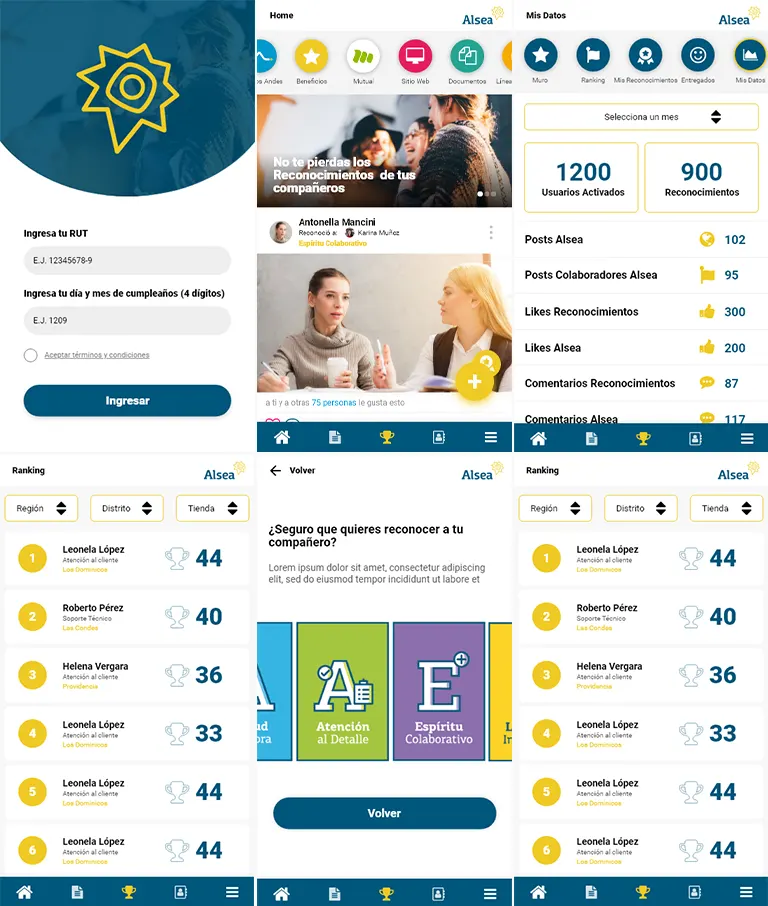 Ingresa tu RUT
E.J. 12345678-9
Ingresa tu día y mes de cumpleaños (4 dígitos)
E.J. 1209
Aceptar términos y condiciones
Ingresar
Home
Alsea
os Andes
Beneficios
Mutual
Sitio Web
Documentos
Línea
No te pierdas los
Reconocimientos de tus
compañeros
Antonella Mancini
Reconoció a: Karina Muñoz
Espíritu Colaborativo
a ti y a otras 75 personas le gusta esto
Mis Datos
Alsea
Muro
Ranking
Mis Reconocimientos
Entregados
Mis Datos
Selecciona un mes
1200
Usuarios Activados
900
Reconocimientos
Posts Alsea 102
Posts Colaboradores Alsea 95
Likes Reconocimientos 300
Likes Alsea 200
Comentarios Reconocimientos 87
Comentarios Alsea 117
Ranking
Alsea
Región
Distrito
Tienda
1
Leonela López
Atención al cliente
Los Dominicos
44
2
Roberto Pérez
Soporte Técnico
Las Condes
40
3
Helena Vergara
Atención al cliente
Providencia
36
4
Leonela López
Atención al cliente
Los Dominicos
33
5
Leonela López
Atención al cliente
Los Dominicos
44
6
Leonela López
Atención al cliente
Los Dominicos
44
Volver
Alsea
¿Seguro que quieres reconocer a tu
compañero?
Lorem ipsum dolor sit amet, consectetur adipiscing
elit, sed do eiusmod tempor incididunt ut labore et
A
ud
ora
A
Atención
al Detalle
E
Espíritu
Colaborativo
L
In
Volver
Ranking
Alsea
Región
Distrito
Tienda
1
Leonela López
Atención al cliente
Los Dominicos
44
2
Roberto Pérez
Soporte Técnico
Las Condes
40
3
Helena Vergara
Atención al cliente
Providencia
36
4
Leonela López
Atención al cliente
Los Dominicos
33
5
Leonela López
Atención al cliente
Los Dominicos
44
6
Leonela López
Atención al cliente
Los Dominicos
44